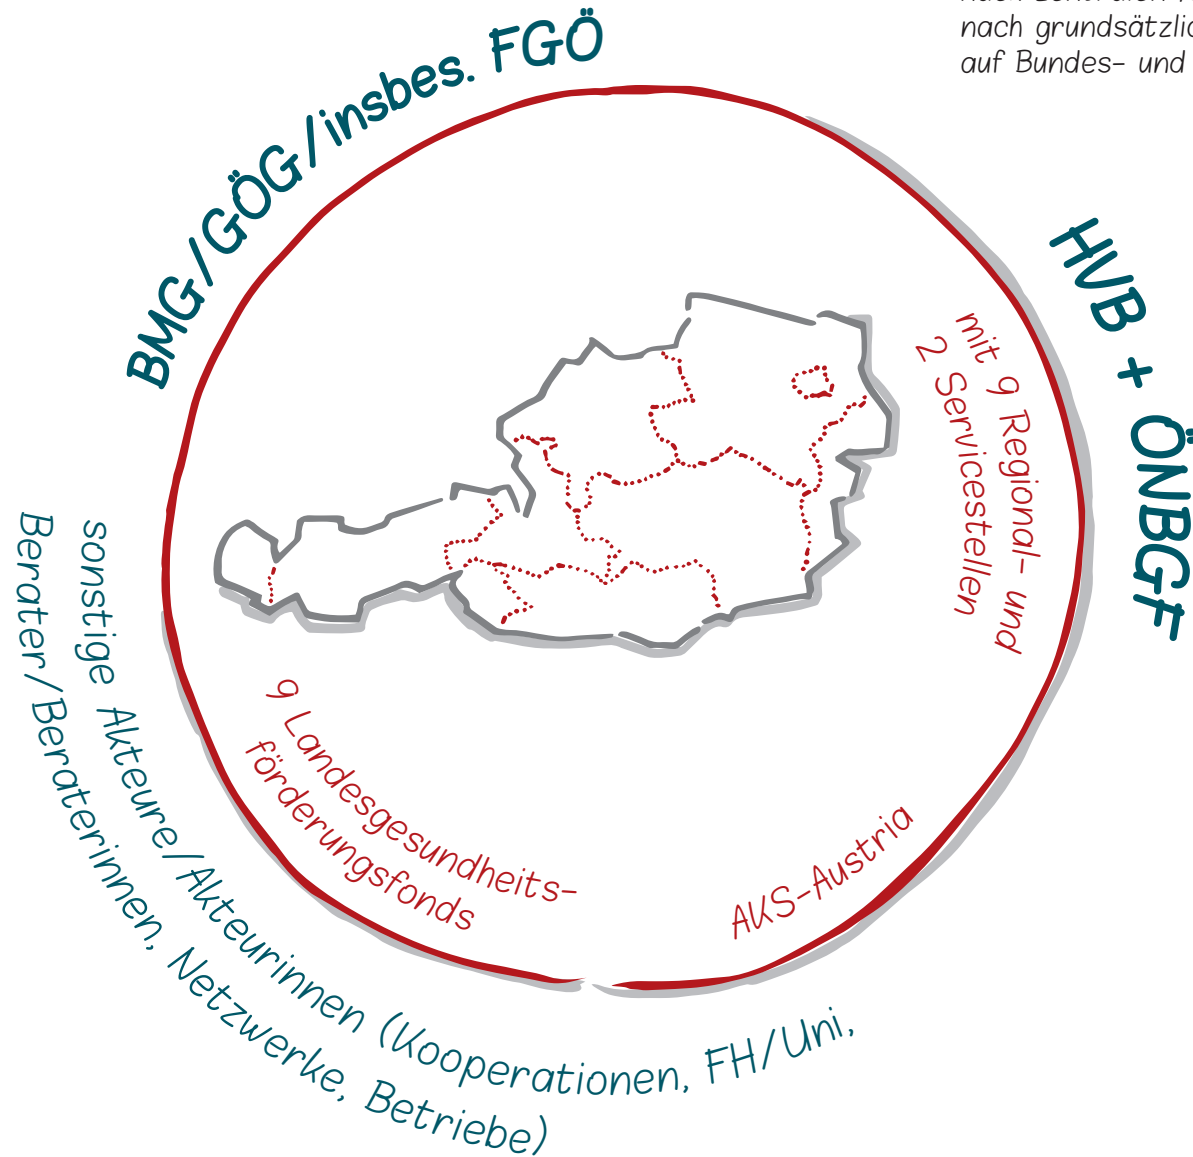 nach grundsätzlic
auf Bundes- und
BMG/GÖG/insbes. FGÖ
HVB + ÖNBGF
mit 9 Regional- und
2 Servicestellen
9 Landesgesundheits-
förderungsfonds
AKS-Austria
sonstige Akteure/Akteurinnen (Kooperationen, FH/Uni,
Berater/Beraterinnen, Netzwerke, Betriebe)